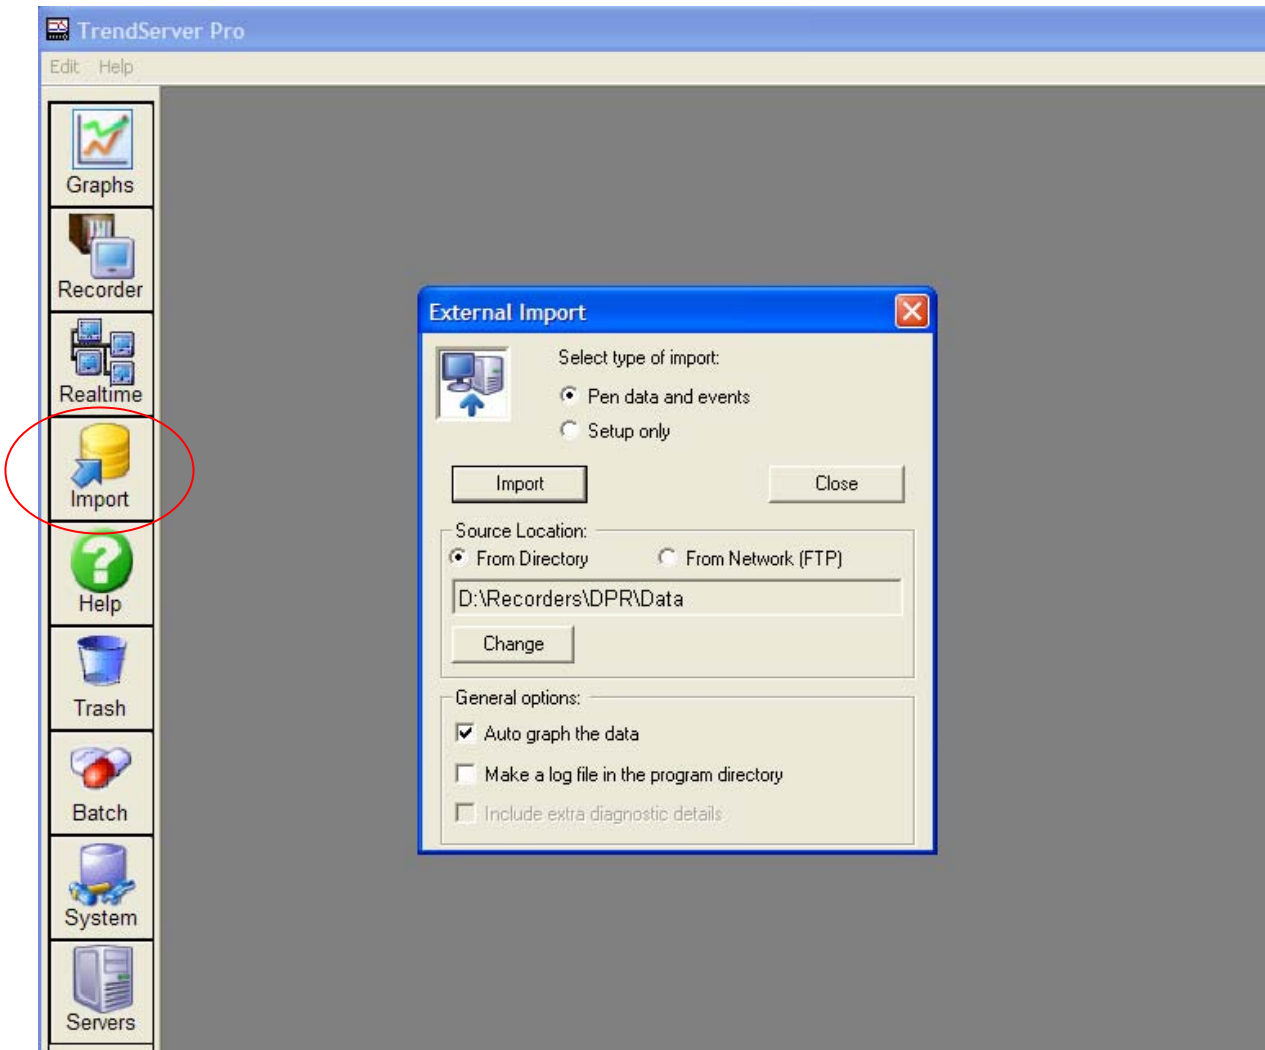 TrendServer Pro
Edit Help
Graphs
Recorder
Realtime
Import
Help
Trash
Batch
System
Servers
External Import
Select type of import:
Pen data and events
Setup only
Import Close
Source Location:
From Directory From Network (FTP)
D:\Recorders\DPR\Data
Change
General options:
Auto graph the data
Make a log file in the program directory
Include extra diagnostic details